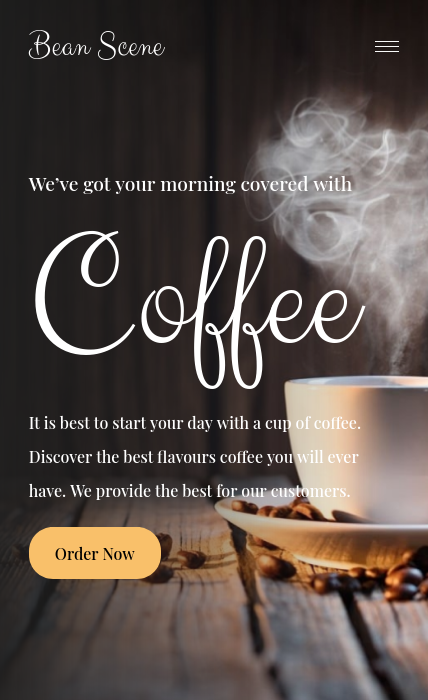 Bean Scene
We’ve got your morning covered with
Coffee
It is best to start your day with a cup of coffee.
Discover the best flavours coffee you will ever
have. We provide the best for our customers.
Order Now